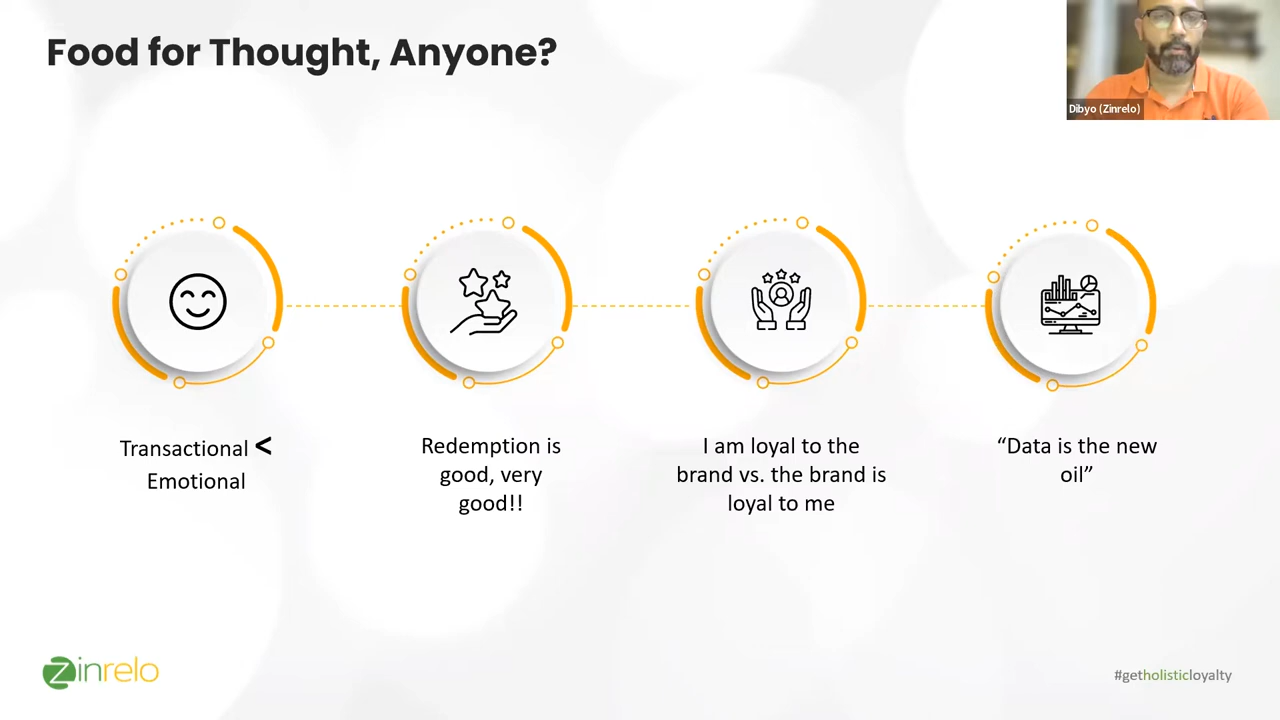 Food for Thought, Anyone?
Dibyo (Zinrelo)
Transactional <
Emotional
Redemption is
good, very
good!!
I am loyal to the
brand vs. the brand is
loyal to me
“Data is the new
oil”
zinrelo
#getholisticloyalty